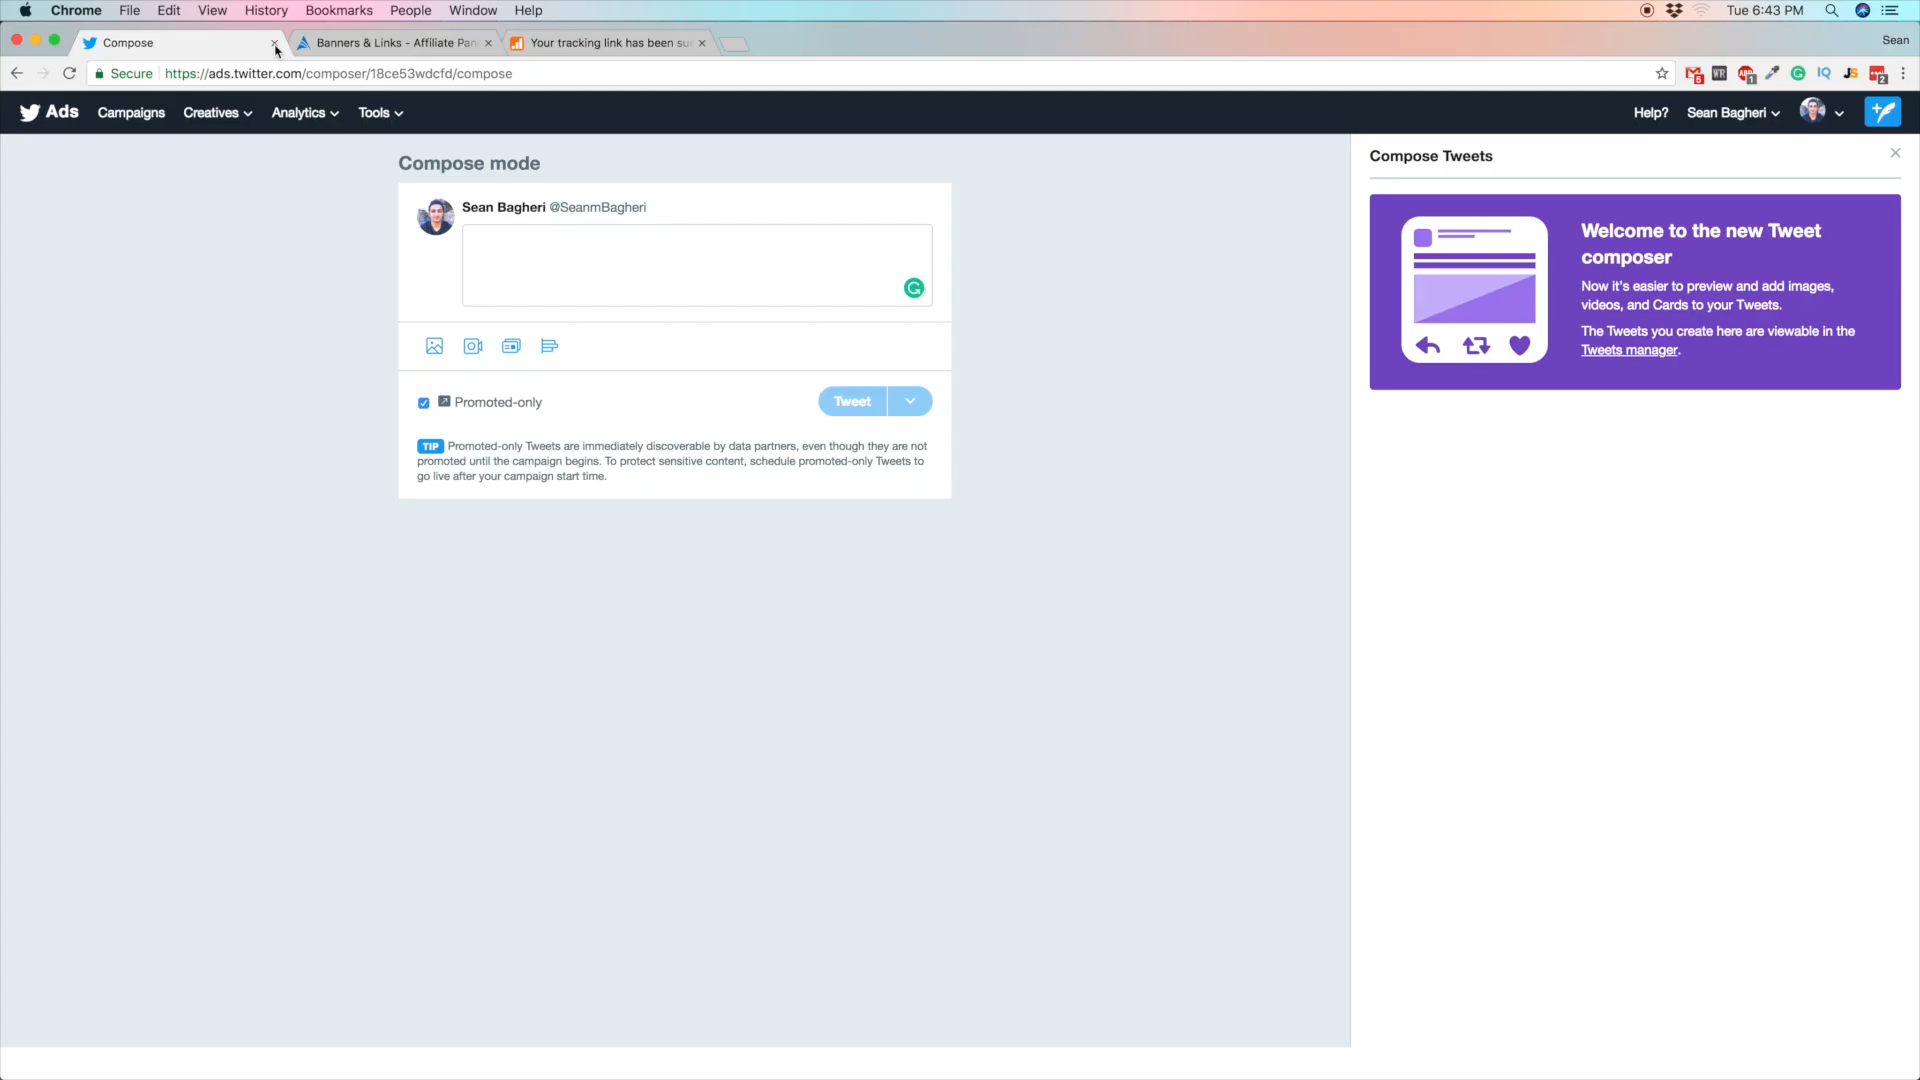 Chrome File Edit View History Bookmarks People Window Help Tue 6:43 PM
Compose Banners & Links - Affiliate Pan Your tracking link has been su Sean
Secure https://ads.twitter.com/composer/18ce53wdcfd/compose
Ads Campaigns Creatives Analytics Tools Help? Sean Bagheri
Compose mode
Sean Bagheri @SeanmBagheri
Promoted-only Tweet
TIP Promoted-only Tweets are immediately discoverable by data partners, even though they are not
promoted until the campaign begins. To protect sensitive content, schedule promoted-only Tweets to
go live after your campaign start time.
Compose Tweets
Welcome to the new Tweet
composer
Now it's easier to preview and add images,
videos, and Cards to your Tweets.
The Tweets you create here are viewable in the
Tweets manager.